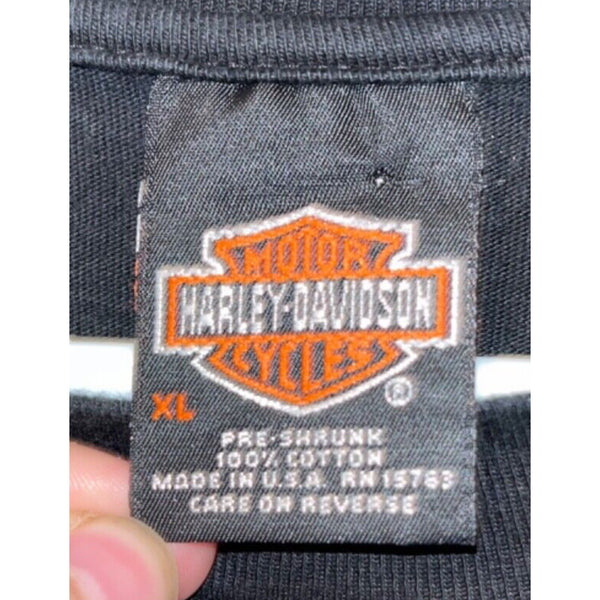 MOTOR
HARLEY-DAVIDSON
CYCLES
®
XL
PRE-SHRUNK
100% COTTON
MADE IN U.S.A. RN 15763
CARE ON REVERSE